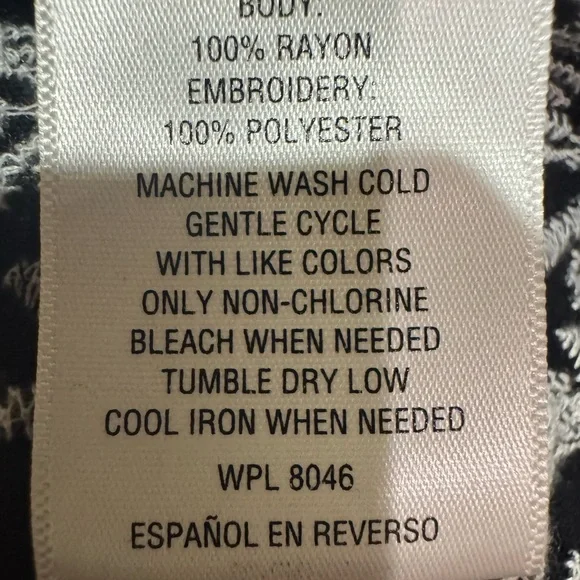 BODY:
100% RAYON
EMBROIDERY:
100% POLYESTER
MACHINE WASH COLD
GENTLE CYCLE
WITH LIKE COLORS
ONLY NON-CHLORINE
BLEACH WHEN NEEDED
TUMBLE DRY LOW
COOL IRON WHEN NEEDED
WPL 8046
ESPAÑOL EN REVERSO